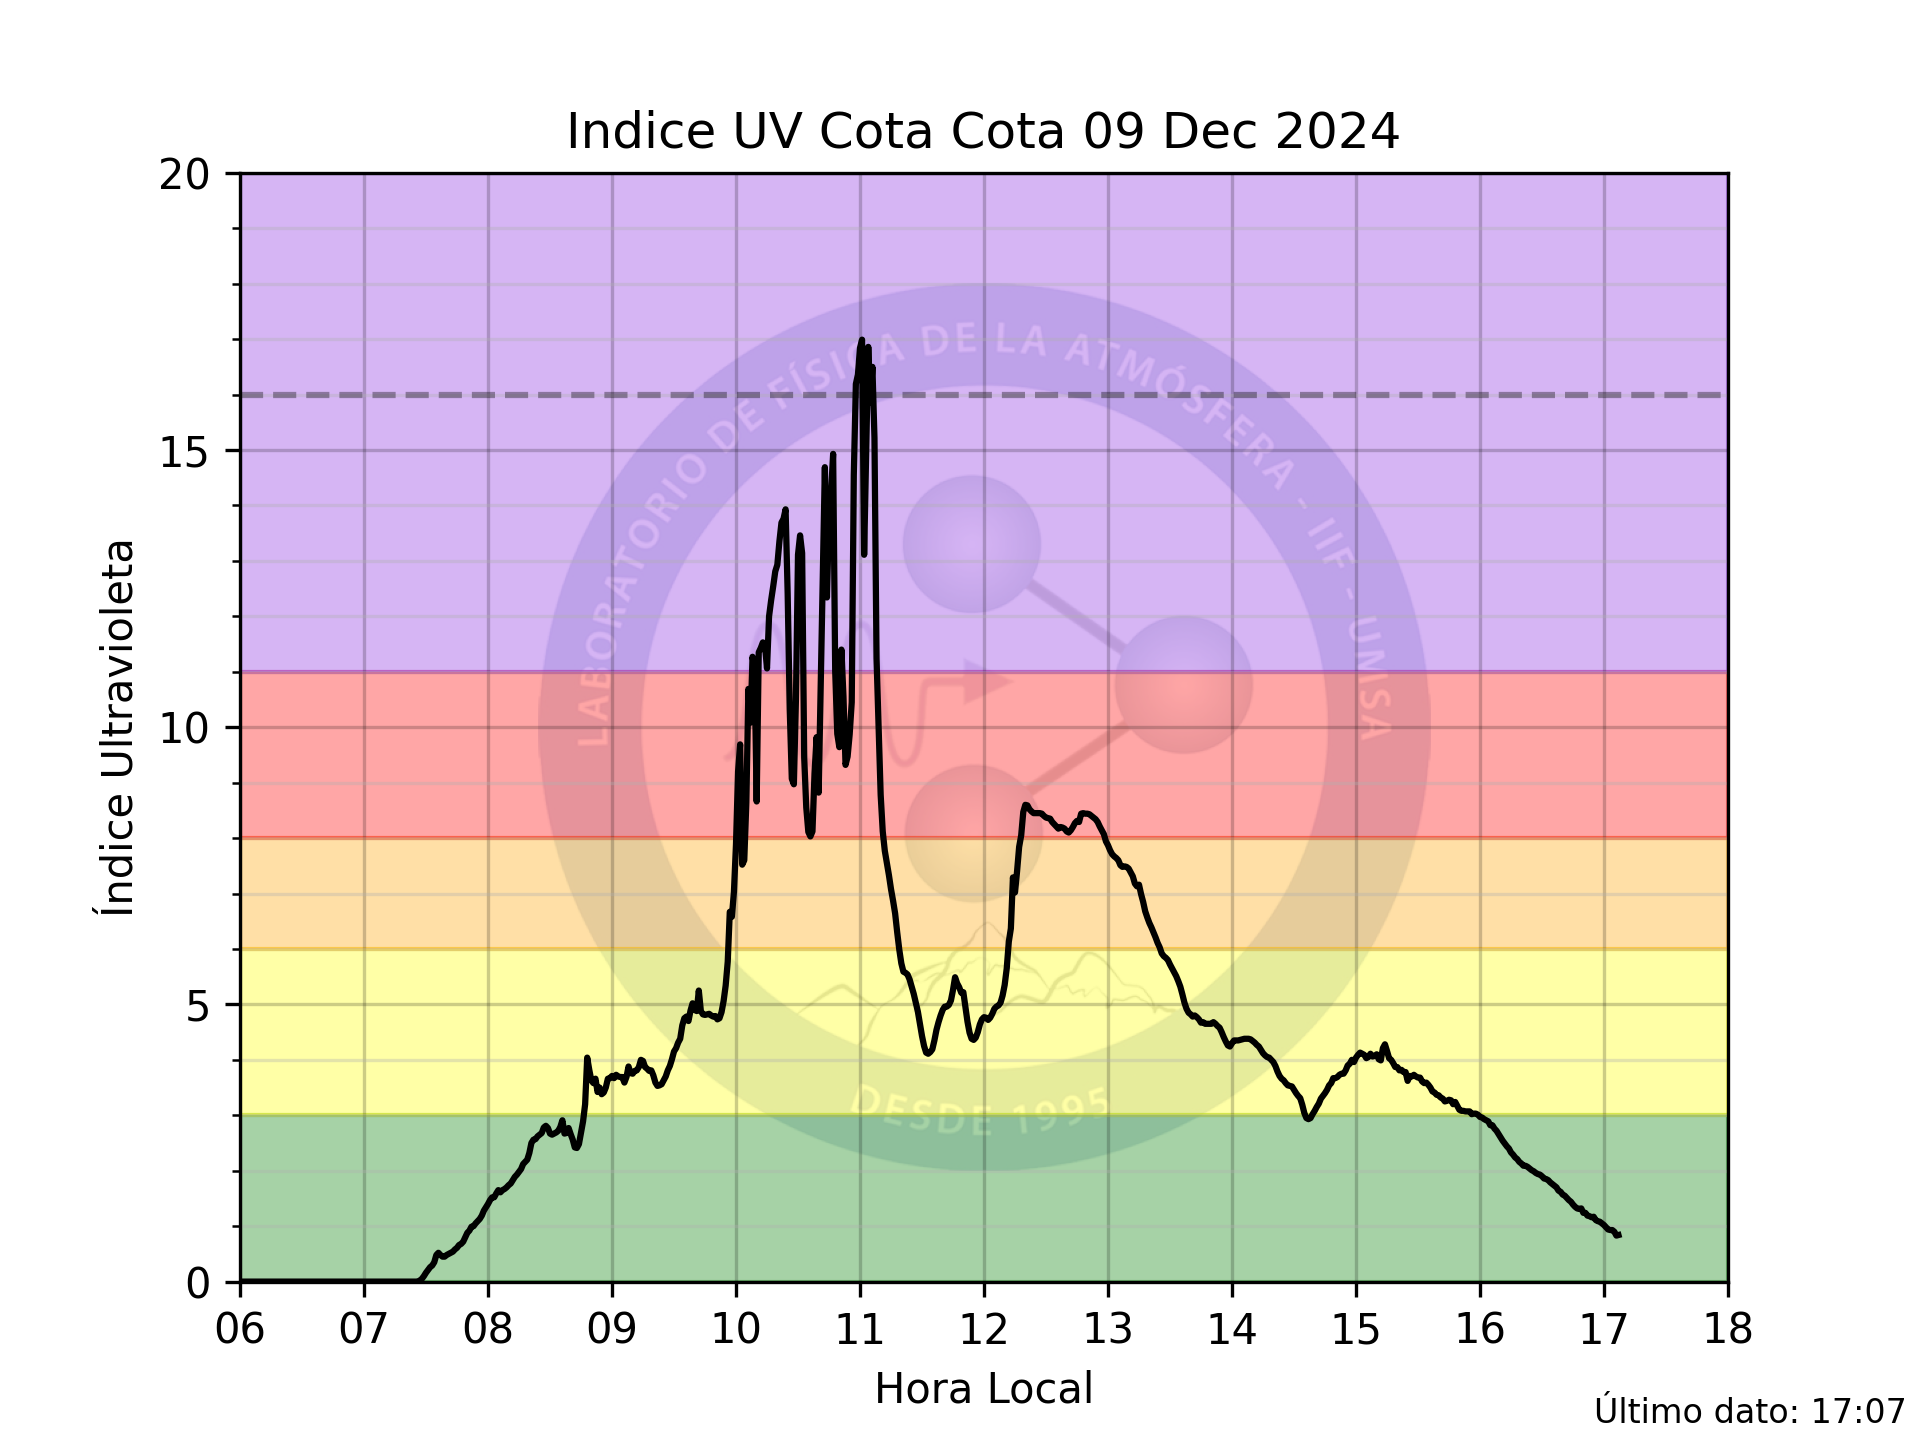 Indice UV Cota Cota 09 Dec 2024
20
15
10
5
0
Índice Ultravioleta
LABORATORIO DE FÍSICA DE LA ATMÓSFERA - IIF - UMSA
DESDE 1995
06 07 08 09 10 11 12 13 14 15 16 17 18
Hora Local
Último dato: 17:07